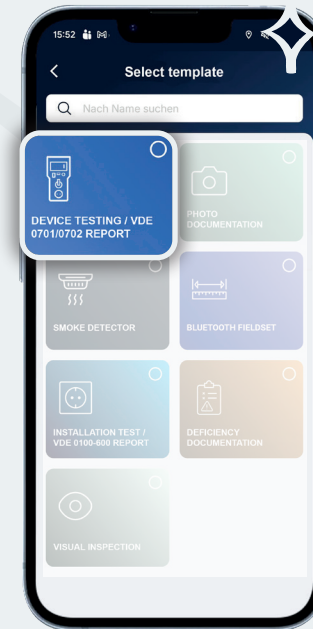 15:52
Select template
Nach Name suchen
DEVICE TESTING / VDE
0701/0702 REPORT
PHOTO
DOCUMENTATION
SMOKE DETECTOR
BLUETOOTH FIELDSET
INSTALLATION TEST /
VDE 0100-600 REPORT
DEFICIENCY
DOCUMENTATION
VISUAL INSPECTION